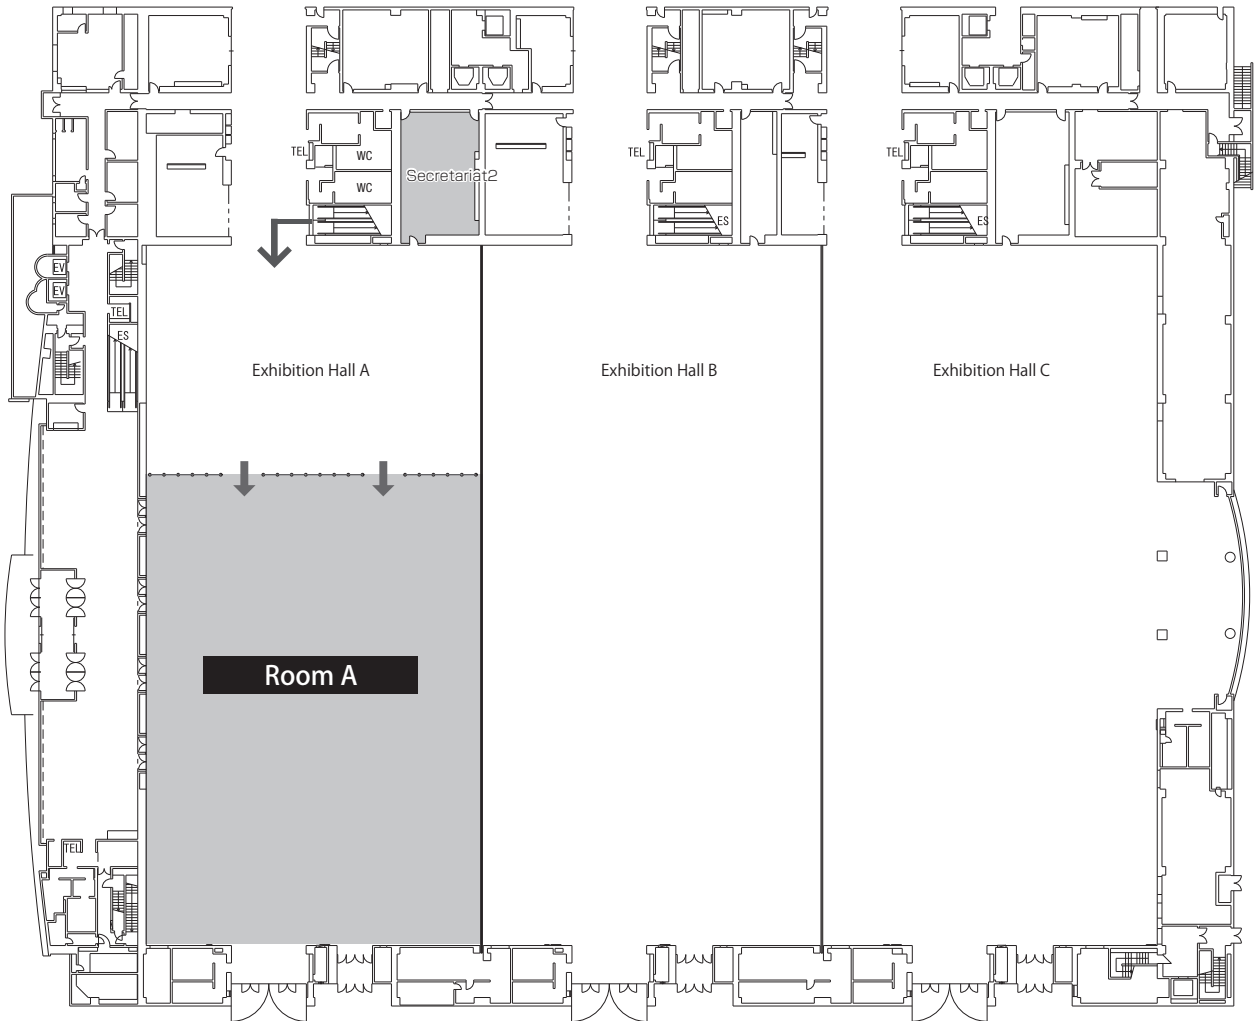 TEL
WC
WC
Secretariat2
TEL
ES
TEL
ES
EV
EV
TEL
ES
Exhibition Hall A
Exhibition Hall B
Exhibition Hall C
Room A
TEL